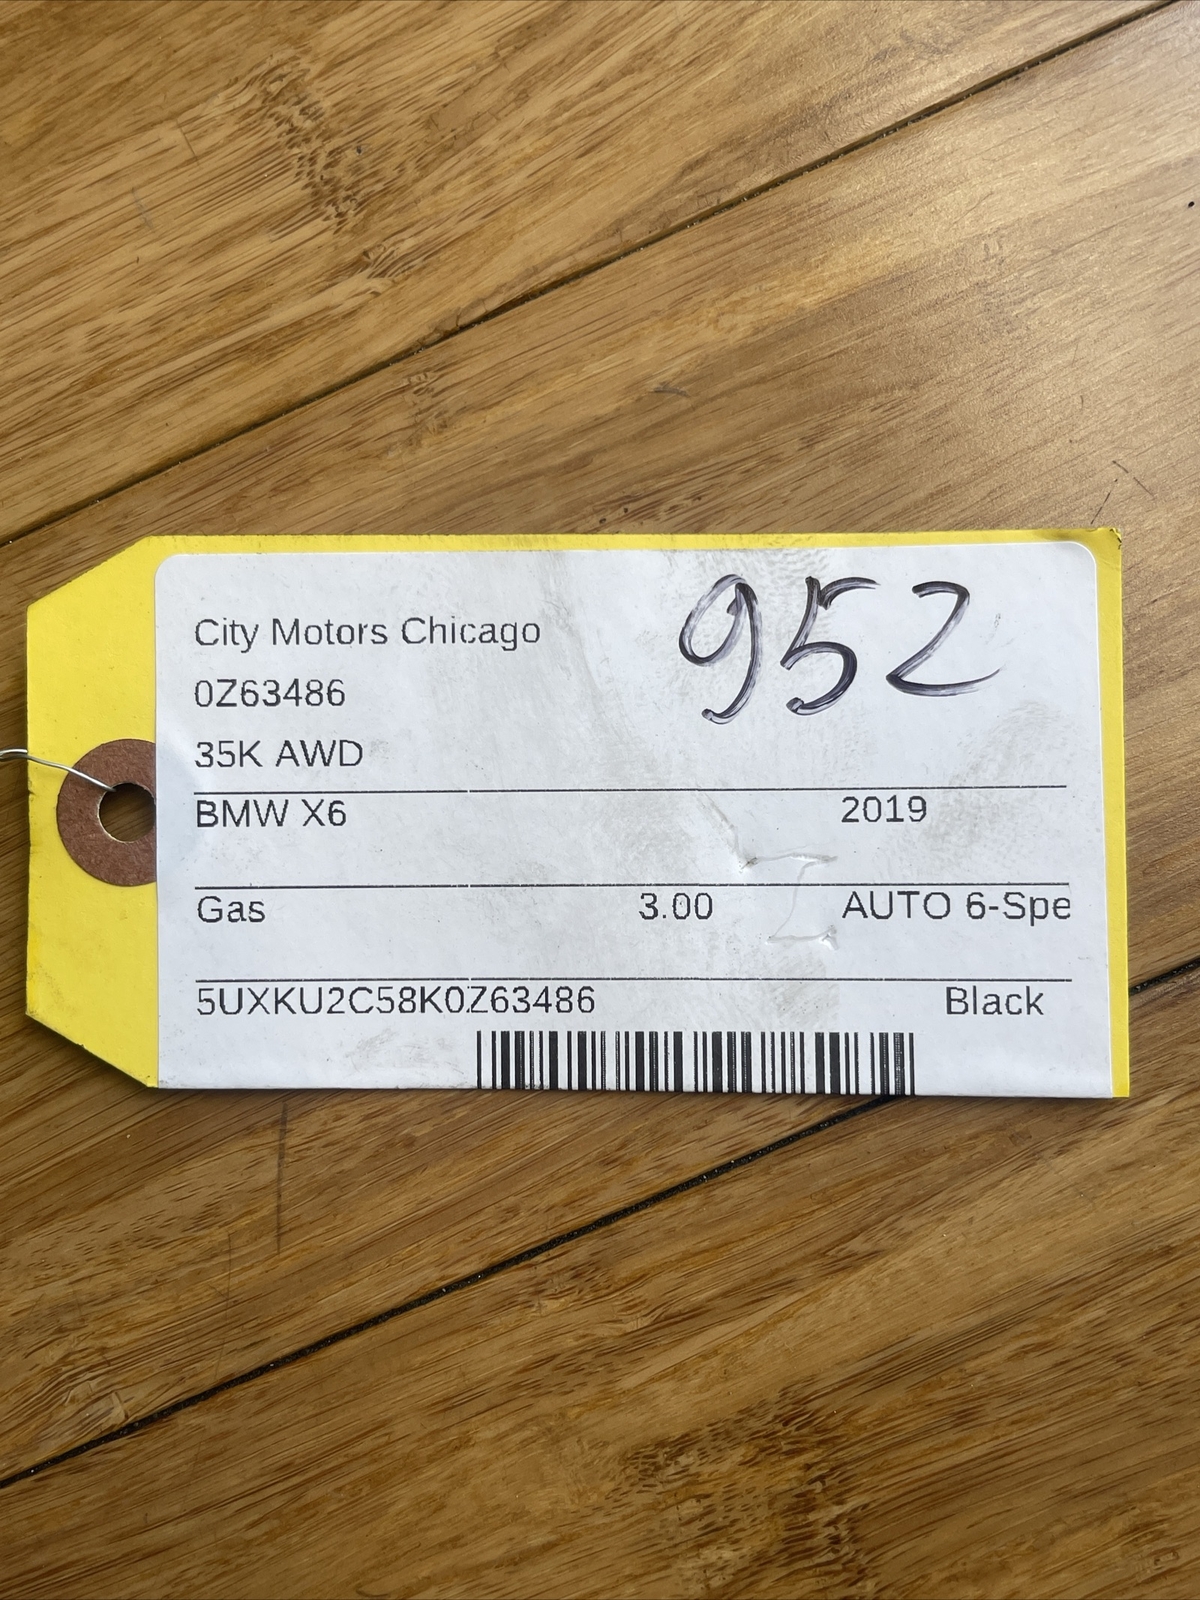 952
City Motors Chicago
0Z63486
35K AWD
BMW X6 2019
Gas 3.00 AUTO 6-Spe
5UXKU2C58K0Z63486 Black